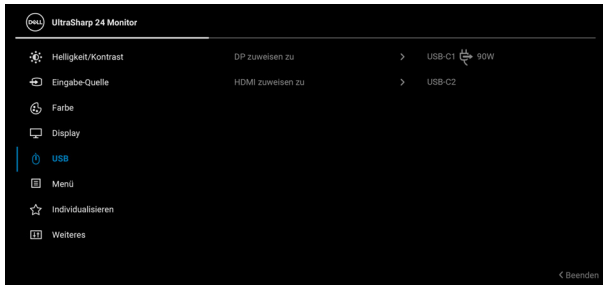 DELL UltraSharp 24 Monitor
Helligkeit/Kontrast DP zuweisen zu > USB-C1 90W
Eingabe-Quelle HDMI zuweisen zu > USB-C2
Farbe
Display
USB
Menü
Individualisieren
Weiteres
< Beenden